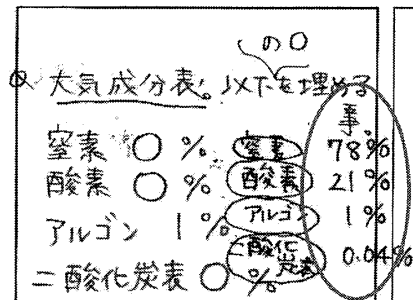 の○
Q 大気成分表。以下を埋める
事。
窒素 ○ % 窒素 78%
酸素 ○ % 酸素 21%
アルゴン 1% アルゴン 1%
二酸化炭表 ○ % 二酸化炭素 0.04%